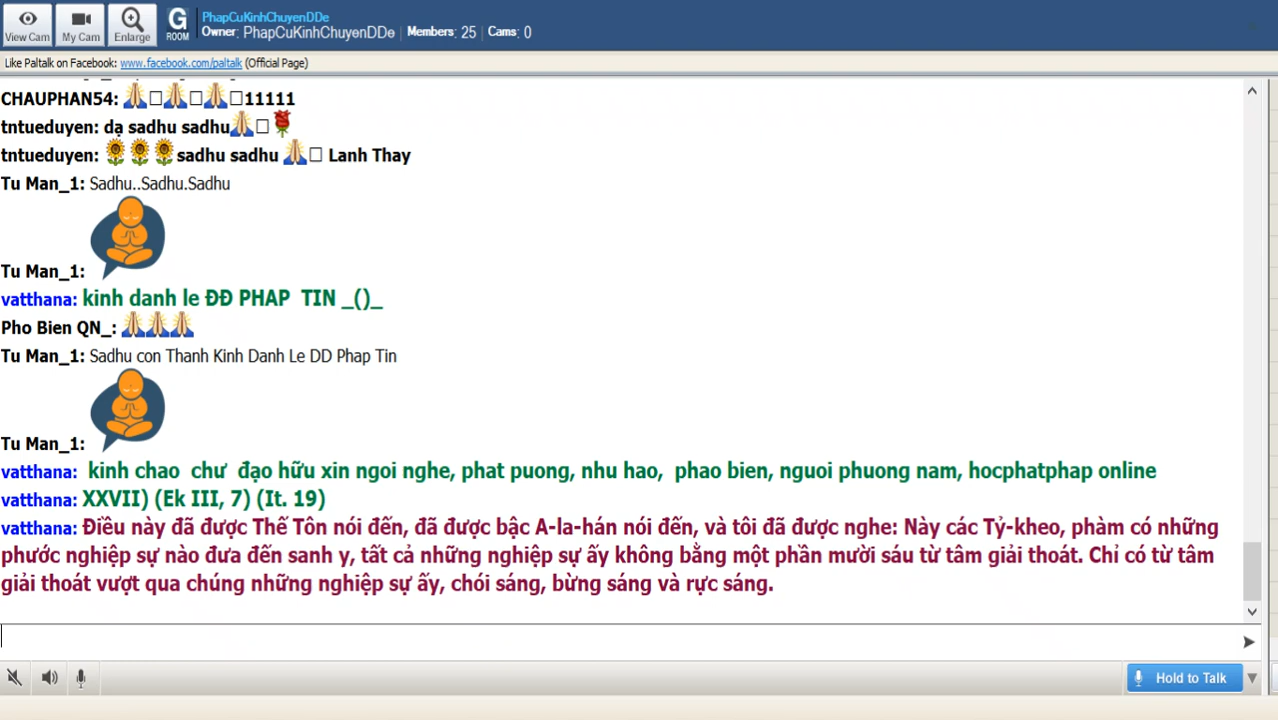 View Cam
My Cam
Enlarge
G
ROOM
PhapCuKinhChuyenDDe
Owner: PhapCuKinhChuyenDDe | Members: 25 | Cams: 0
Like Paltalk on Facebook: www.facebook.com/paltalk (Official Page)
CHAUPHAN54: 🙏□🙏□🙏□11111
tntueduyen: dạ sadhu sadhu🙏□🌹
tntueduyen: 🌻🌻🌻sadhu sadhu 🙏□ Lanh Thay
Tu Man_1: Sadhu..Sadhu.Sadhu
Tu Man_1:
vatthana: kinh danh le ĐĐ PHAP TIN _()_
Pho Bien QN_: 🙏🙏🙏
Tu Man_1: Sadhu con Thanh Kinh Danh Le DD Phap Tin
Tu Man_1:
vatthana: kinh chao chư đạo hữu xin ngoi nghe, phat puong, nhu hao, phao bien, nguoi phuong nam, hocphatphap online
vatthana: XXVII) (Ek III, 7) (It. 19)
vatthana: Điều này đã được Thế Tôn nói đến, đã được bậc A-la-hán nói đến, và tôi đã được nghe: Này các Tỷ-kheo, phàm có những
phước nghiệp sự nào đưa đến sanh y, tất cả những nghiệp sự ấy không bằng một phần mười sáu từ tâm giải thoát. Chỉ có từ tâm
giải thoát vượt qua chúng những nghiệp sự ấy, chói sáng, bừng sáng và rực sáng.
Hold to Talk